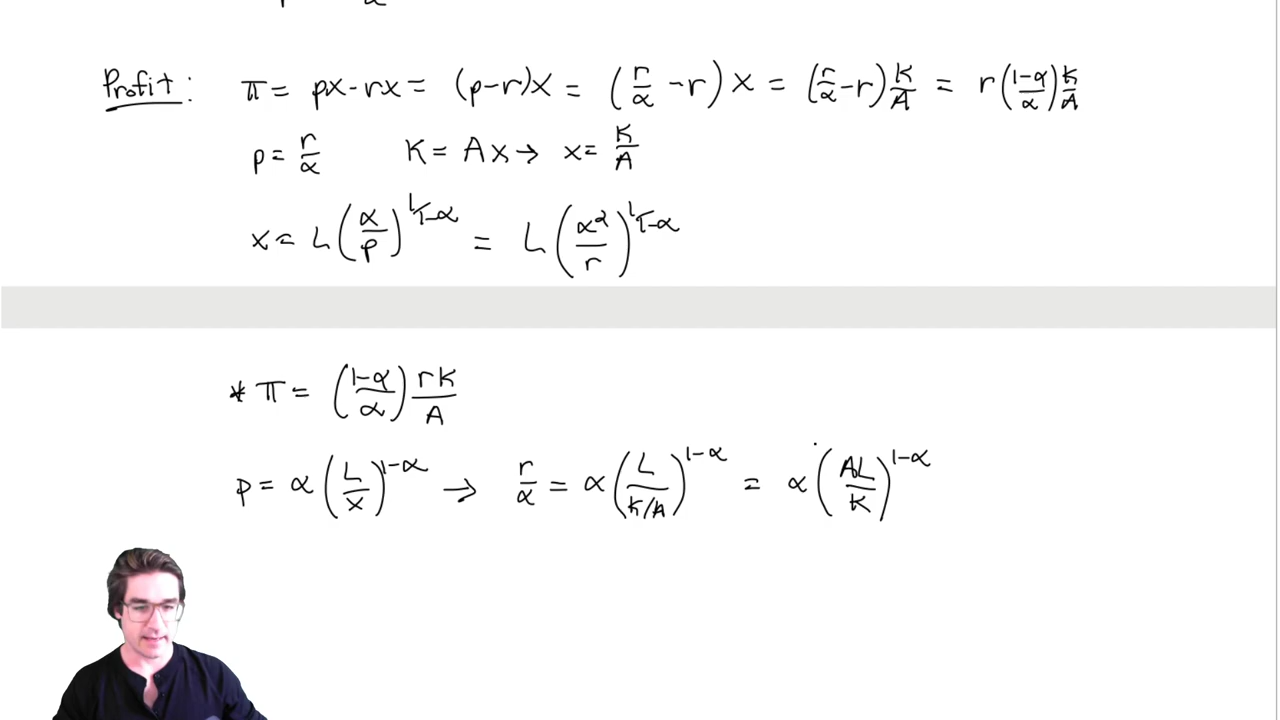 Profit: π = px - rx = (p-r)x = (r/α - r)x = (r/α - r) K/A = r((1-α)/α) K/A
p = r/α K = Ax → x = K/A
x = L(α/p)^(1/1-α) = L(α²/r)^(1/1-α)
* π = ((1-α)/α) rK/A
p = α(L/x)^(1-α) → r/α = α(L/(K/A))^(1-α) = α(AL/K)^(1-α)